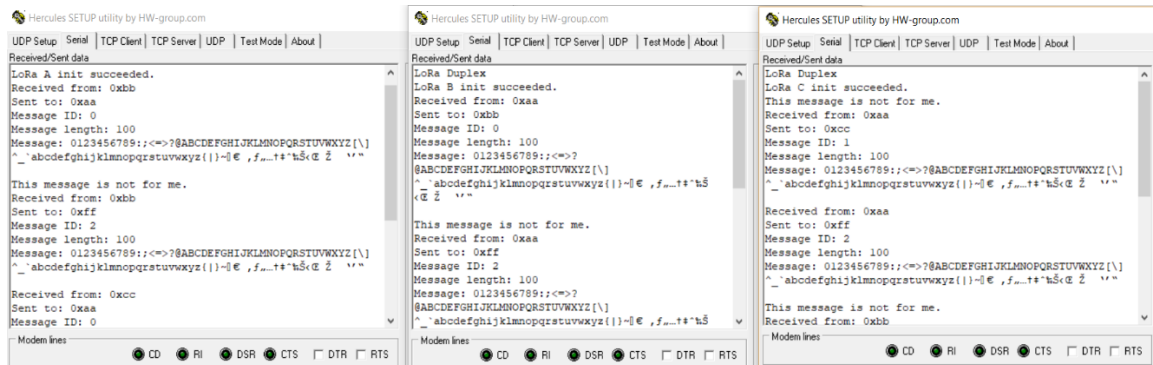 Hercules SETUP utility by HW-group.com
UDP Setup Serial TCP Client TCP Server UDP Test Mode About
Received/Sent data
LoRa A init succeeded.
Received from: 0xbb
Sent to: 0xaa
Message ID: 0
Message length: 100
Message: 0123456789:;<=>?@ABCDEFGHIJKLMNOPQRSTUVWXYZ[\]
^_`abcdefghijklmnopqrstuvwxyz{|}~▯€ ‚ƒ„…†‡ˆ‰Š‹Œ Ž ‘’“
This message is not for me.
Received from: 0xbb
Sent to: 0xff
Message ID: 2
Message length: 100
Message: 0123456789:;<=>?@ABCDEFGHIJKLMNOPQRSTUVWXYZ[\]
^_`abcdefghijklmnopqrstuvwxyz{|}~▯€ ‚ƒ„…†‡ˆ‰Š‹Œ Ž ‘’“
Received from: 0xcc
Sent to: 0xaa
Message ID: 0
Modem lines
CD RI DSR CTS DTR RTS
Hercules SETUP utility by HW-group.com
UDP Setup Serial TCP Client TCP Server UDP Test Mode About
Received/Sent data
LoRa Duplex
LoRa B init succeeded.
Received from: 0xaa
Sent to: 0xbb
Message ID: 0
Message length: 100
Message: 0123456789:;<=>?
@ABCDEFGHIJKLMNOPQRSTUVWXYZ[\]
^_`abcdefghijklmnopqrstuvwxyz{|}~▯€ ‚ƒ„…†‡ˆ‰Š
‹Œ Ž ‘’“
This message is not for me.
Received from: 0xaa
Sent to: 0xff
Message ID: 2
Message length: 100
Message: 0123456789:;<=>?
@ABCDEFGHIJKLMNOPQRSTUVWXYZ[\]
^_`abcdefghijklmnopqrstuvwxyz{|}~▯€ ‚ƒ„…†‡ˆ‰Š
Modem lines
CD RI DSR CTS DTR RTS
Hercules SETUP utility by HW-group.com
UDP Setup Serial TCP Client TCP Server UDP Test Mode About
Received/Sent data
LoRa Duplex
LoRa C init succeeded.
This message is not for me.
Received from: 0xaa
Sent to: 0xcc
Message ID: 1
Message length: 100
Message: 0123456789:;<=>?@ABCDEFGHIJKLMNOPQRSTUVWXYZ[\]
^_`abcdefghijklmnopqrstuvwxyz{|}~▯€ ‚ƒ„…†‡ˆ‰Š‹Œ Ž ‘’“
Received from: 0xaa
Sent to: 0xff
Message ID: 2
Message length: 100
Message: 0123456789:;<=>?@ABCDEFGHIJKLMNOPQRSTUVWXYZ[\]
^_`abcdefghijklmnopqrstuvwxyz{|}~▯€ ‚ƒ„…†‡ˆ‰Š‹Œ Ž ‘’“
This message is not for me.
Received from: 0xbb
Modem lines
CD RI DSR CTS DTR RTS